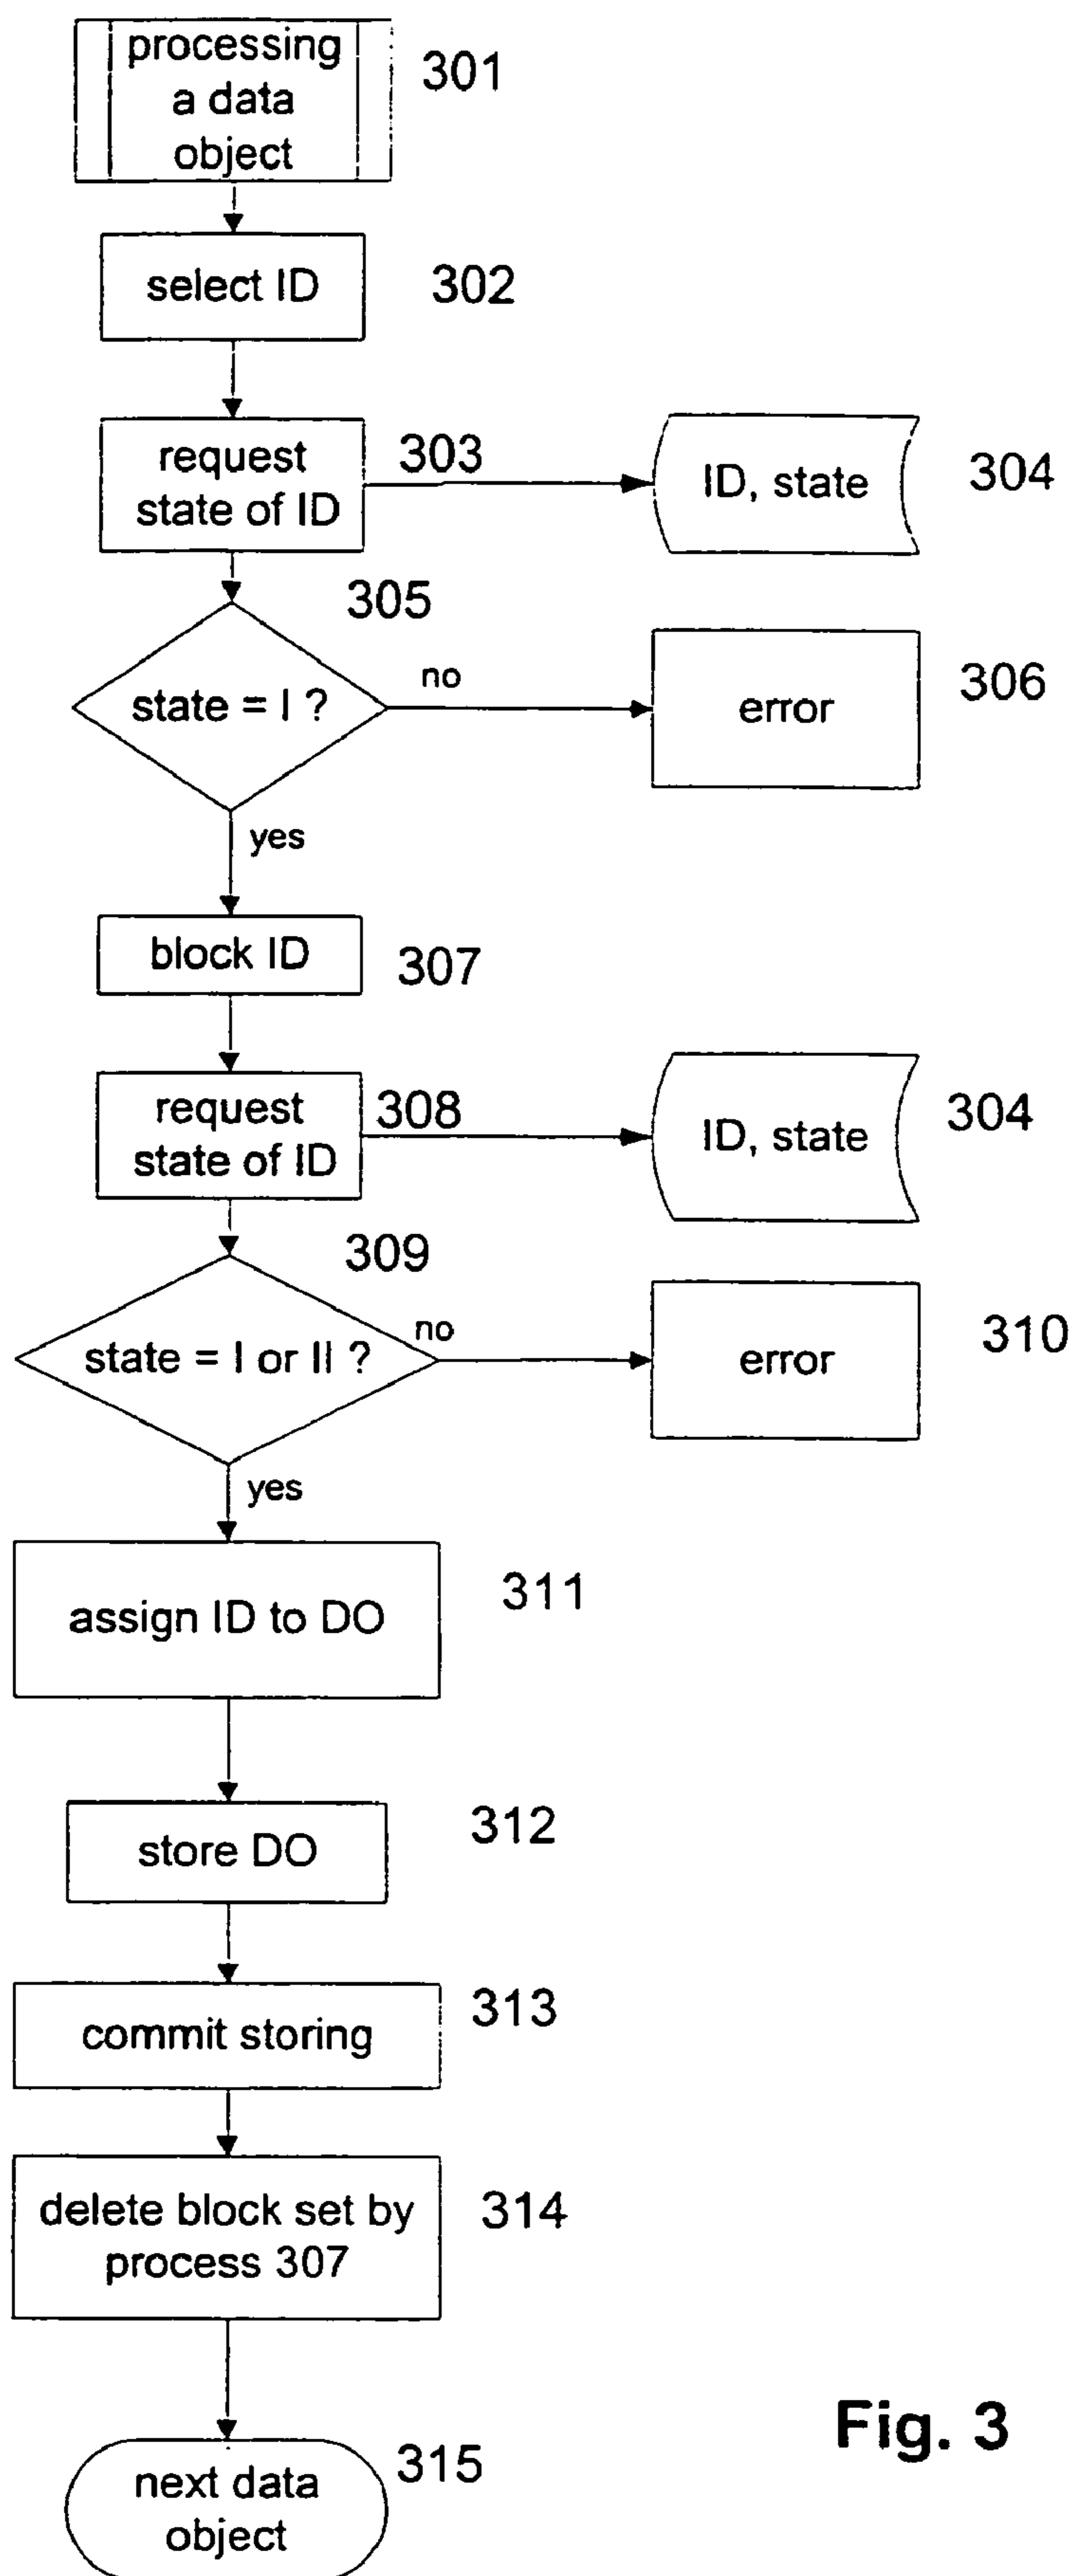 processing
a data
object
301
select ID
302
request
state of ID
303
ID, state
304
305
state = I ?
no
error
306
yes
block ID
307
request
state of ID
308
ID, state
304
309
state = I or II ?
no
error
310
yes
assign ID to DO
311
store DO
312
commit storing
313
delete block set by
process 307
314
next data
object
315
Fig. 3